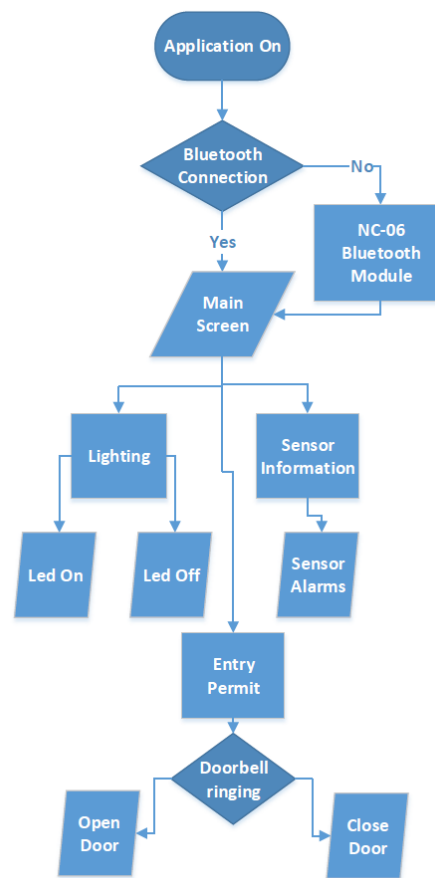 Application On
Bluetooth
Connection
No
NC-06
Bluetooth
Module
Yes
Main
Screen
Lighting
Sensor
Information
Led On
Led Off
Sensor
Alarms
Entry
Permit
Doorbell
ringing
Open
Door
Close
Door